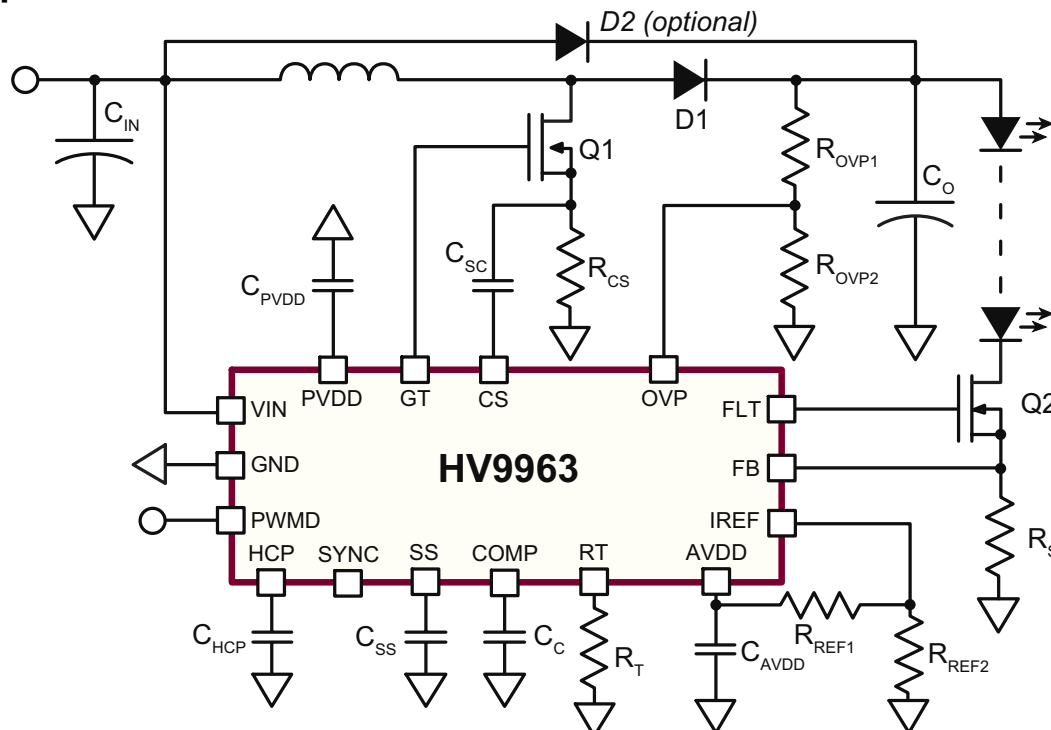 D2 (optional)
C_IN
D1
Q1
R_OVP1
C_O
C_SC
R_CS
R_OVP2
C_PVDD
PVDD
GT
CS
OVP
VIN
FLT
Q2
GND
HV9963
FB
PWMD
IREF
HCP
SYNC
SS
COMP
RT
AVDD
R_S
C_HCP
C_SS
C_C
R_T
C_AVDD
R_REF1
R_REF2